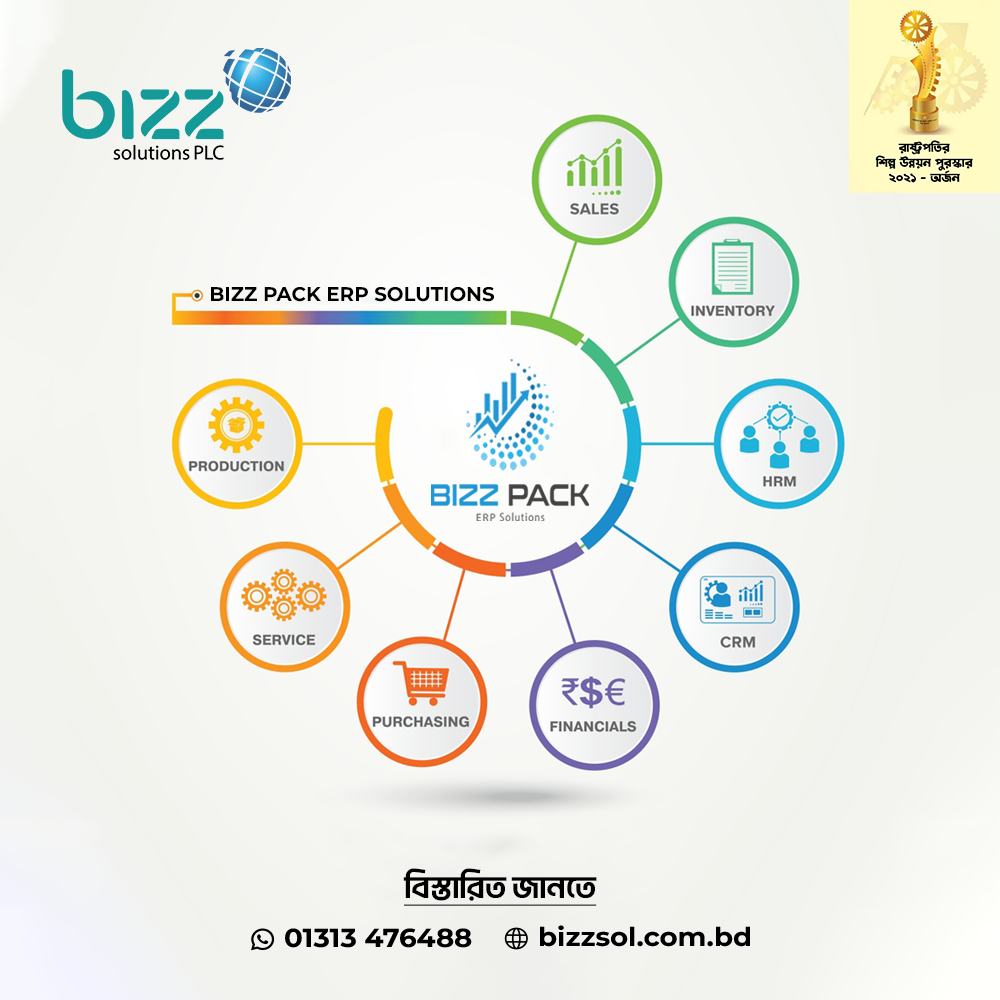 bizz
solutions PLC
রাষ্ট্রপতির
শিল্প উন্নয়ন পুরস্কার
২০২১ - অর্জন
SALES
INVENTORY
BIZZ PACK ERP SOLUTIONS
PRODUCTION
BIZZ PACK
ERP Solutions
HRM
SERVICE
CRM
PURCHASING
₹$€
FINANCIALS
বিস্তারিত জানতে
01313 476488
bizzsol.com.bd